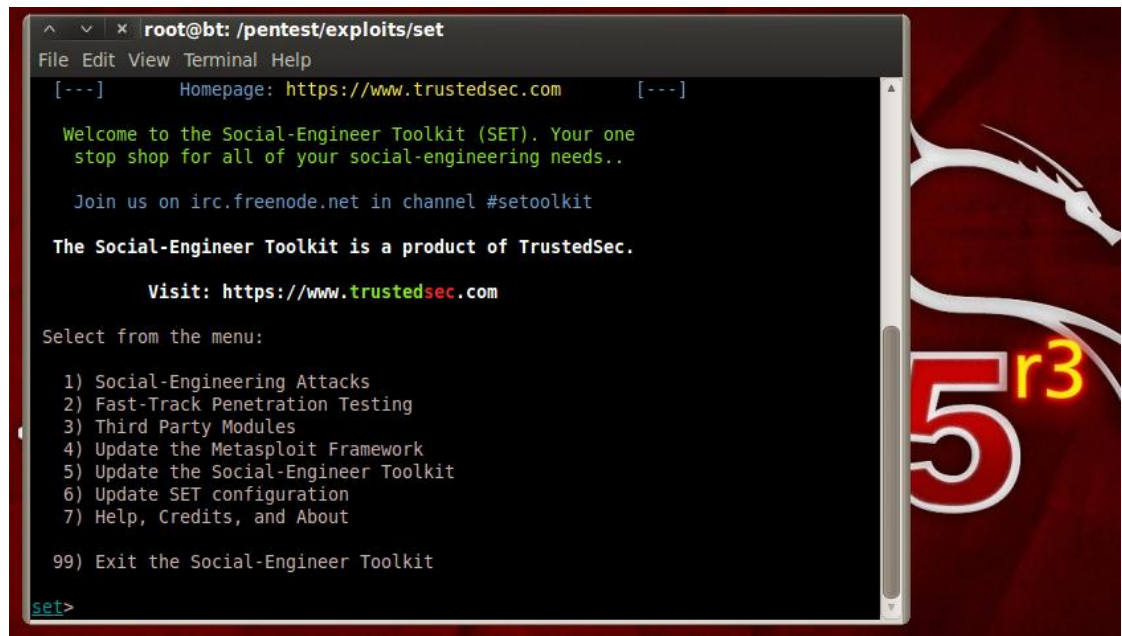 root@bt: /pentest/exploits/set
File Edit View Terminal Help
[---] Homepage: https://www.trustedsec.com [---]
Welcome to the Social-Engineer Toolkit (SET). Your one
stop shop for all of your social-engineering needs..
Join us on irc.freenode.net in channel #setoolkit
The Social-Engineer Toolkit is a product of TrustedSec.
Visit: https://www.trustedsec.com
Select from the menu:
1) Social-Engineering Attacks
2) Fast-Track Penetration Testing
3) Third Party Modules
4) Update the Metasploit Framework
5) Update the Social-Engineer Toolkit
6) Update SET configuration
7) Help, Credits, and About
99) Exit the Social-Engineer Toolkit
set>
5 r3